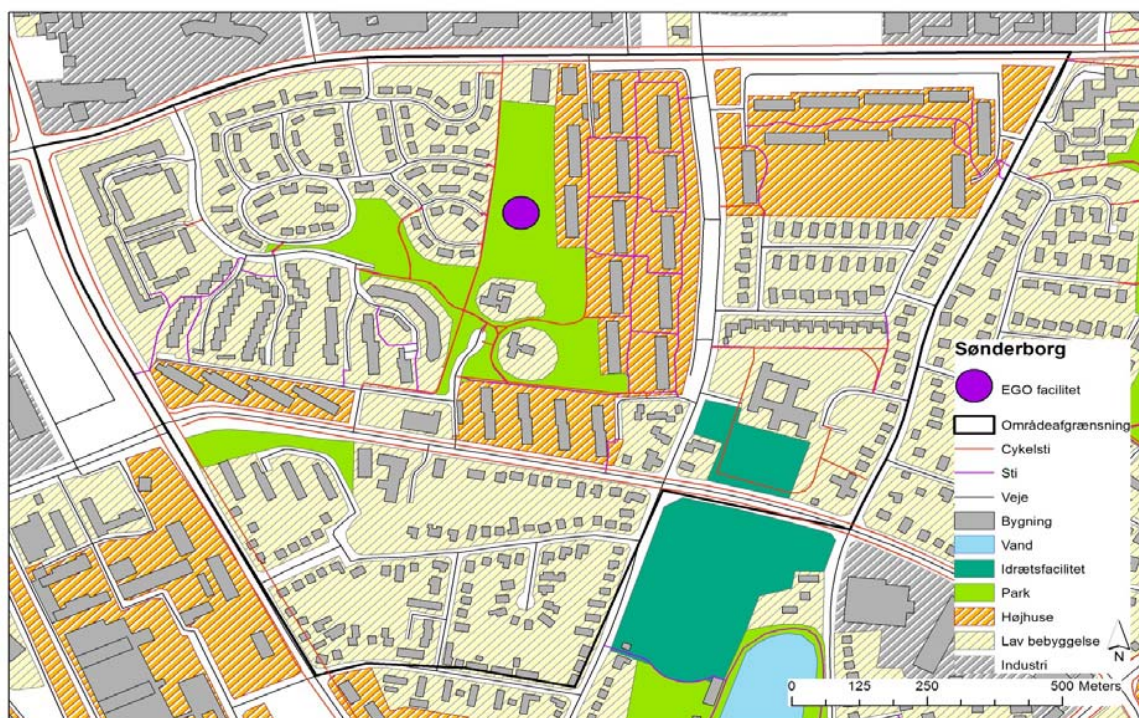 Sønderborg
EGO facilitet
Områdeafgrænsning
Cykelsti
Sti
Veje
Bygning
Vand
Idrætsfacilitet
Park
Højhuse
Lav bebyggelse
Industri
N
0 125 250 500 Meters